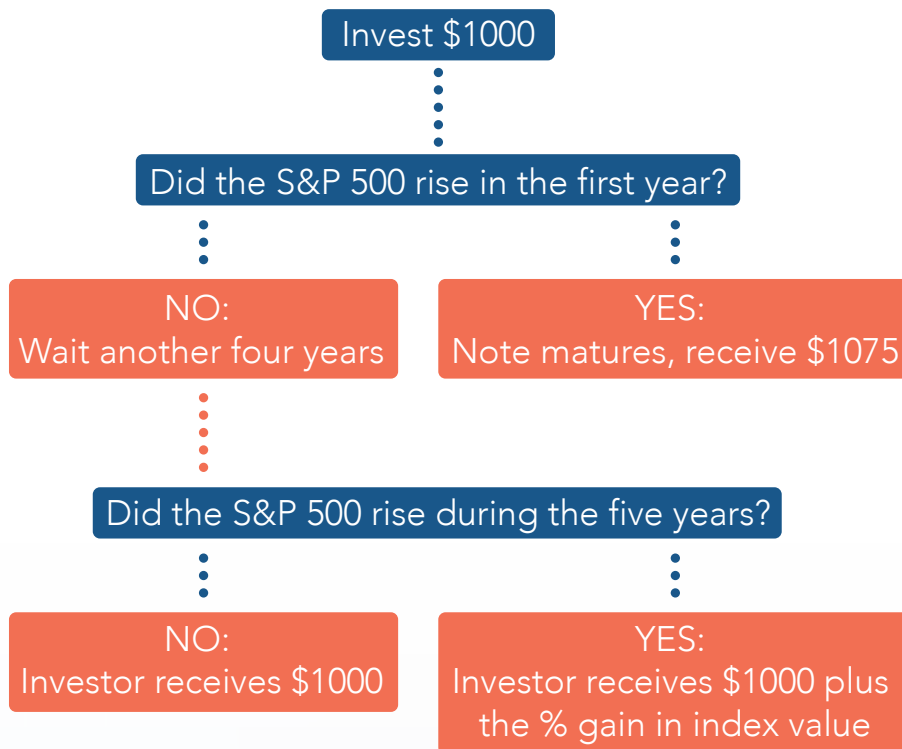 Invest $1000
Did the S&P 500 rise in the first year?
NO:
Wait another four years
YES:
Note matures, receive $1075
Did the S&P 500 rise during the five years?
NO:
Investor receives $1000
YES:
Investor receives $1000 plus
the % gain in index value